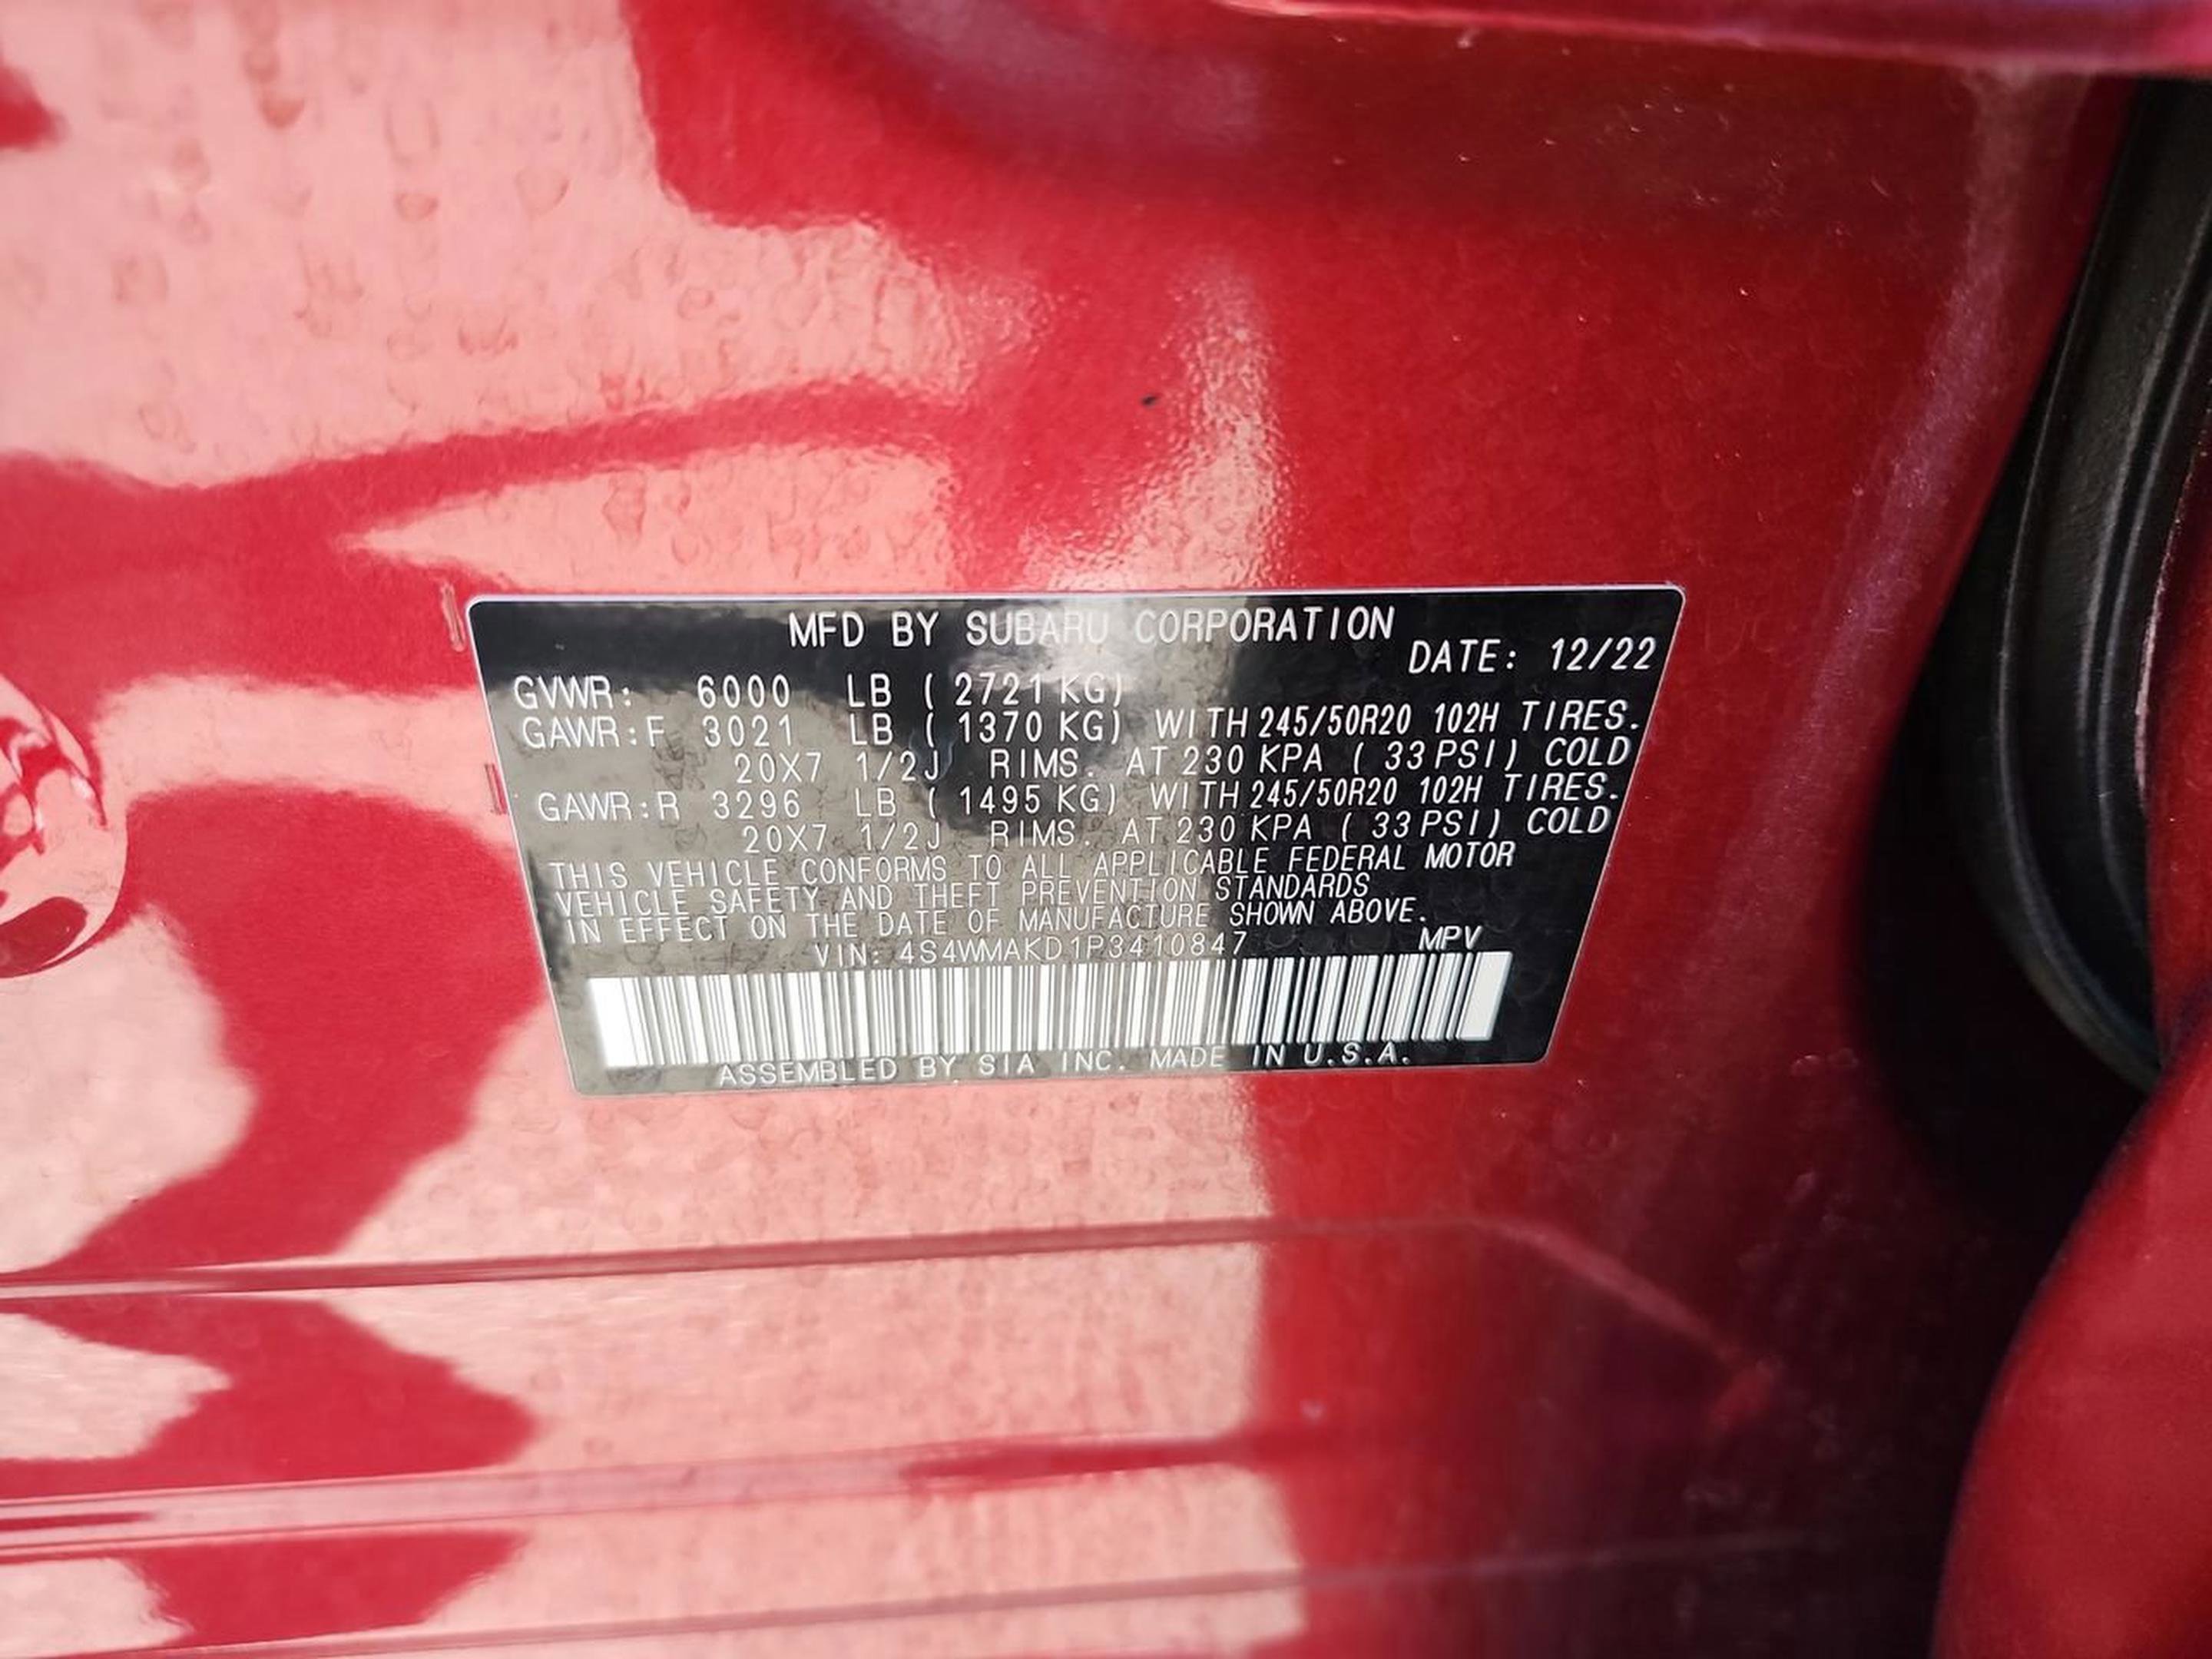 MFD BY SUBARU CORPORATION
DATE: 12/22
GVWR: 6000 LB ( 2721 KG)
GAWR:F 3021 LB ( 1370 KG) WITH 245/50R20 102H TIRES.
20X7 1/2J RIMS. AT 230 KPA ( 33 PSI) COLD
GAWR:R 3296 LB ( 1495 KG) WITH 245/50R20 102H TIRES.
20X7 1/2J RIMS. AT 230 KPA ( 33 PSI) COLD
THIS VEHICLE CONFORMS TO ALL APPLICABLE FEDERAL MOTOR
VEHICLE SAFETY AND THEFT PREVENTION STANDARDS
IN EFFECT ON THE DATE OF MANUFACTURE SHOWN ABOVE.
VIN: 4S4WMAKD1P3410847 MPV
ASSEMBLED BY SIA INC. MADE IN U.S.A.